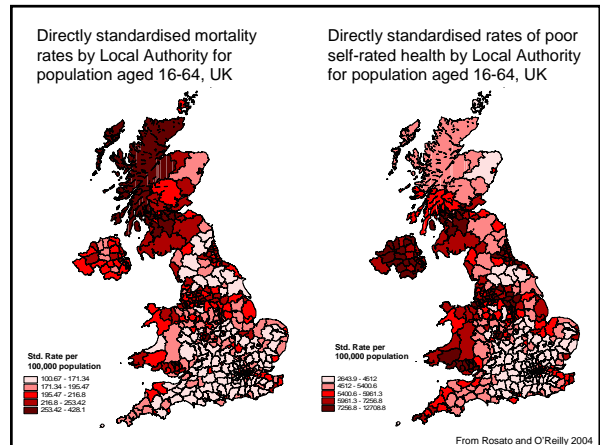 Directly standardised mortality
rates by Local Authority for
population aged 16-64, UK
Directly standardised rates of poor
self-rated health by Local Authority
for population aged 16-64, UK
Std. Rate per
100,000 population
100.67 - 171.34
171.34 - 195.47
195.47 - 216.8
216.8 - 253.42
253.42 - 428.1
Std. Rate per
100,000 population
2643.9 - 4512
4512 - 5400.6
5400.6 - 5961.3
5961.3 - 7256.8
7256.8 - 12708.8
From Rosato and O'Reilly 2004